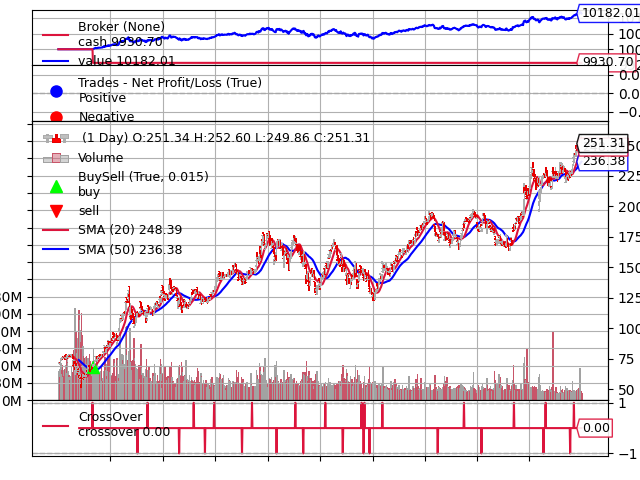 10182.01
Broker (None)
cash 9930.70
value 10182.01
9930.70
Trades - Net Profit/Loss (True)
Positive
Negative
0.0
(1 Day) O:251.34 H:252.60 L:249.86 C:251.31
Volume
BuySell (True, 0.015)
buy
sell
SMA (20) 248.39
SMA (50) 236.38
251.31
236.38
225
200
175
150
125
100
75
50
0M
CrossOver
crossover 0.00
1
0.00
−1